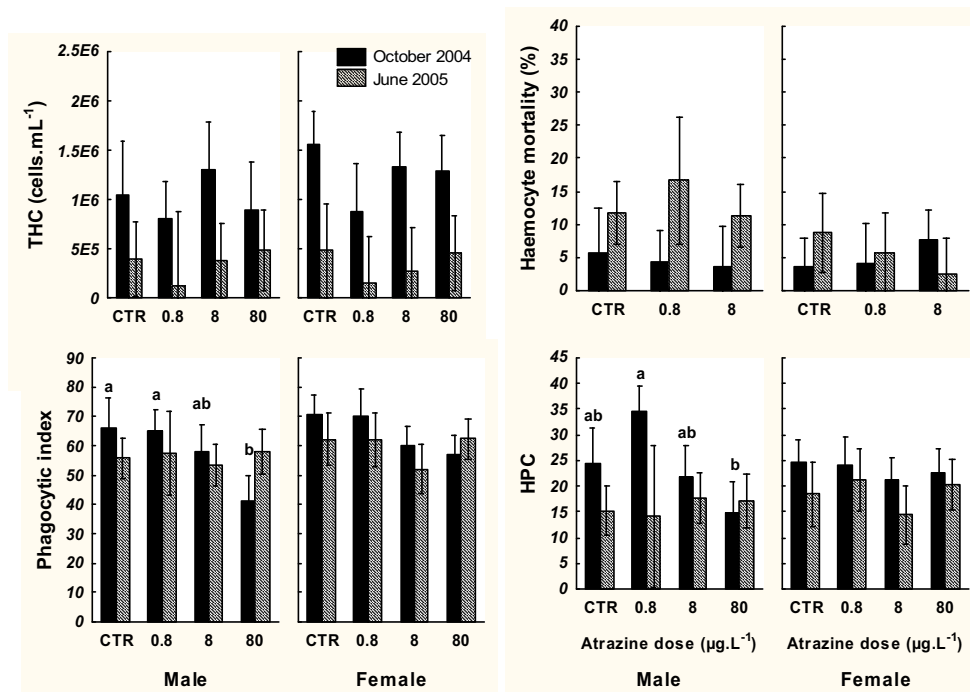 THC (cells.mL-1)
2.5E6
2E6
1.5E6
1E6
5E5
0
October 2004
June 2005
CTR 0.8 8 80
CTR 0.8 8 80
Haemocyte mortality (%)
40
35
30
25
20
15
10
5
0
CTR 0.8 8
CTR 0.8 8
Phagocytic index
90
80
70
60
50
40
30
20
10
0
a a ab b
CTR 0.8 8 80
CTR 0.8 8 80
Male Female
HPC
45
40
35
30
25
20
15
10
5
0
ab a ab b
CTR 0.8 8 80
CTR 0.8 8 80
Atrazine dose (µg.L-1) Atrazine dose (µg.L-1)
Male Female